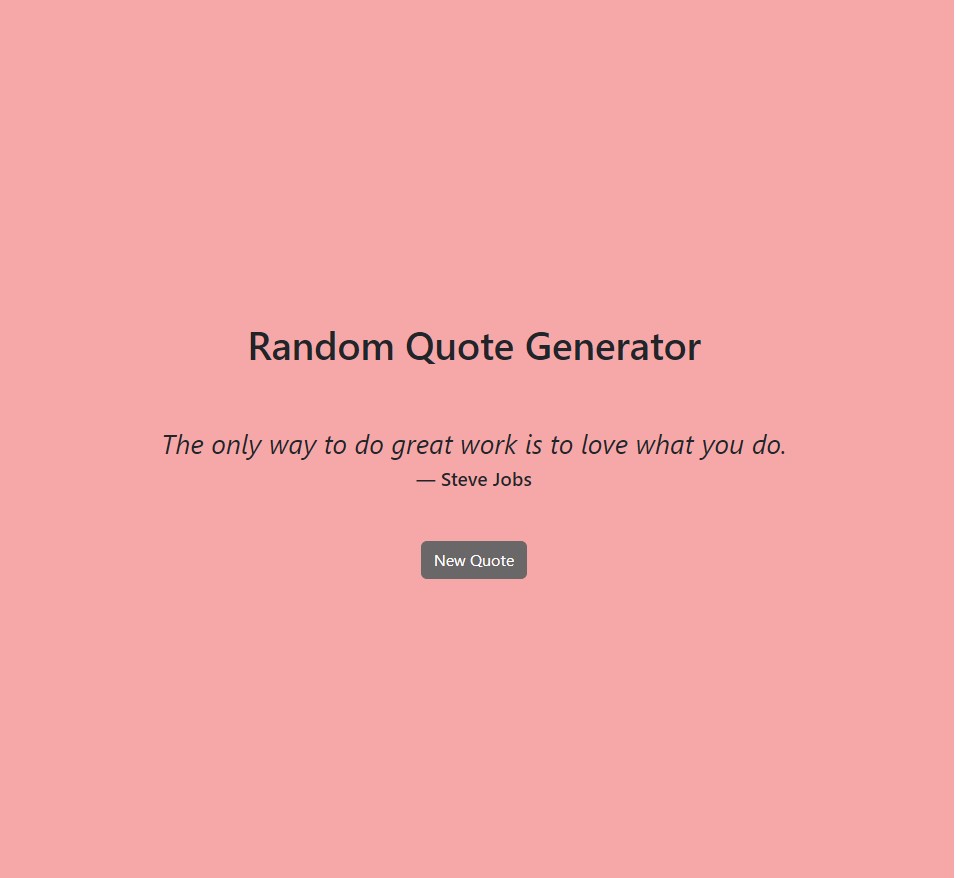 Random Quote Generator
The only way to do great work is to love what you do.
— Steve Jobs
New Quote